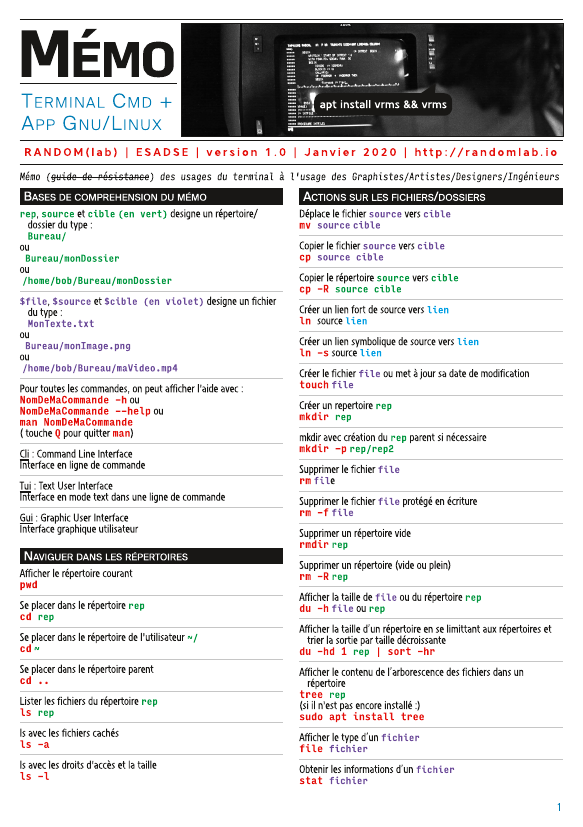 MÉMO
TERMINAL CMD +
APP GNU/LINUX
apt install vrms && vrms
RANDOM(lab) | ESADSE | version 1.0 | Janvier 2020 | http://randomlab.io
Mémo (guide de résistance) des usages du terminal à l'usage des Graphistes/Artistes/Designers/Ingénieurs
BASES DE COMPREHENSION DU MÉMO
rep, source et cible (en vert) designe un répertoire/
dossier du type :
Bureau/
ou
Bureau/monDossier
ou
/home/bob/Bureau/monDossier
$file, $source et $cible (en violet) designe un fichier
du type :
MonTexte.txt
ou
Bureau/monImage.png
ou
/home/bob/Bureau/maVideo.mp4
Pour toutes les commandes, on peut afficher l'aide avec :
NomDeMaCommande -h ou
NomDeMaCommande --help ou
man NomDeMaCommande
( touche Q pour quitter man)
Cli : Command Line Interface
Interface en ligne de commande
Tui : Text User Interface
Interface en mode text dans une ligne de commande
Gui : Graphic User Interface
Interface graphique utilisateur
NAVIGUER DANS LES RÉPERTOIRES
Afficher le répertoire courant
pwd
Se placer dans le répertoire rep
cd rep
Se placer dans le répertoire de l'utilisateur ~/
cd ~
Se placer dans le répertoire parent
cd ..
Lister les fichiers du répertoire rep
ls rep
ls avec les fichiers cachés
ls -a
ls avec les droits d'accès et la taille
ls -l
ACTIONS SUR LES FICHIERS/DOSSIERS
Déplace le fichier source vers cible
mv source cible
Copier le fichier source vers cible
cp source cible
Copier le répertoire source vers cible
cp -R source cible
Créer un lien fort de source vers lien
ln source lien
Créer un lien symbolique de source vers lien
ln -s source lien
Créer le fichier file ou met à jour sa date de modification
touch file
Créer un repertoire rep
mkdir rep
mkdir avec création du rep parent si nécessaire
mkdir -p rep/rep2
Supprimer le fichier file
rm file
Supprimer le fichier file protégé en écriture
rm -f file
Supprimer un répertoire vide
rmdir rep
Supprimer un répertoire (vide ou plein)
rm -R rep
Afficher la taille de file ou du répertoire rep
du -h file ou rep
Afficher la taille d'un répertoire en se limittant aux répertoires et
trier la sortie par taille décroissante
du -hd 1 rep | sort -hr
Afficher le contenu de l'arborescence des fichiers dans un
répertoire
tree rep
(si il n'est pas encore installé :)
sudo apt install tree
Afficher le type d'un fichier
file fichier
Obtenir les informations d'un fichier
stat fichier
1